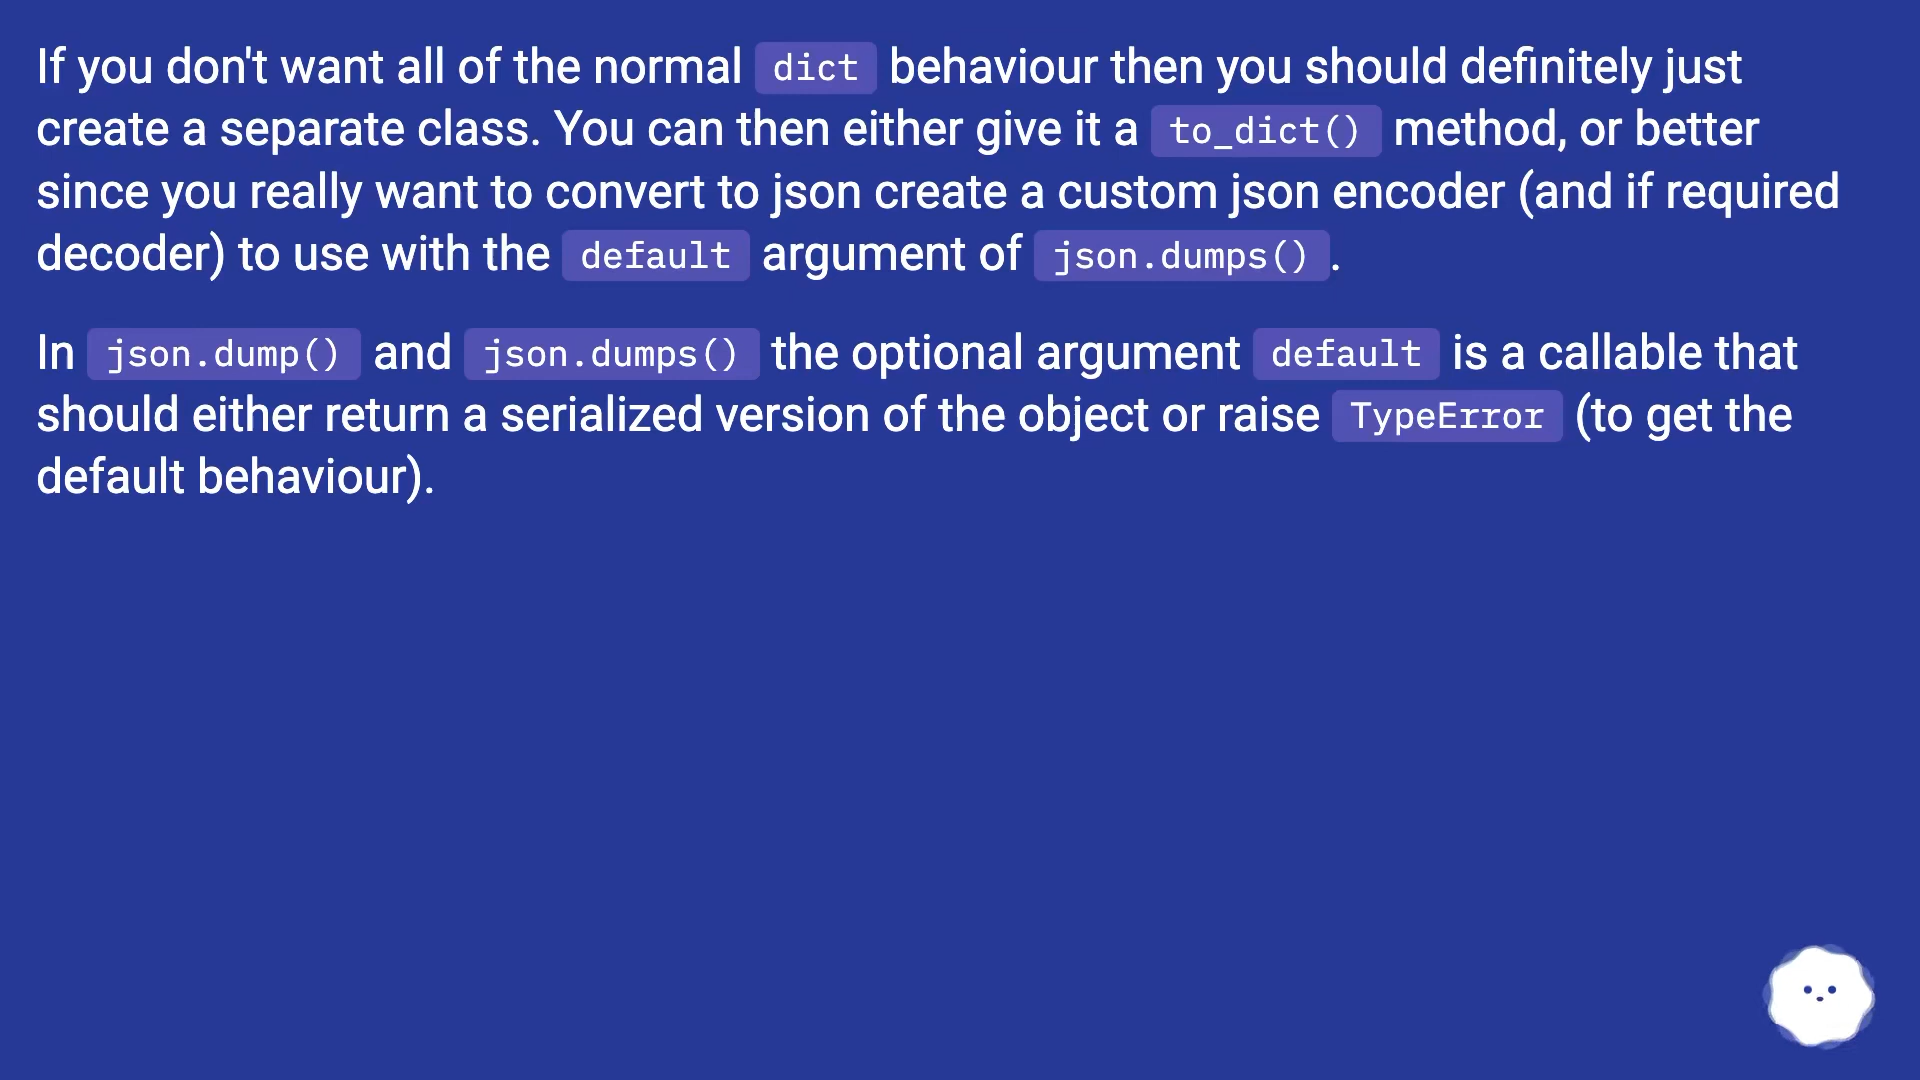 If you don't want all of the normal dict behaviour then you should definitely just
create a separate class. You can then either give it a to_dict() method, or better
since you really want to convert to json create a custom json encoder (and if required
decoder) to use with the default argument of json.dumps().
In json.dump() and json.dumps() the optional argument default is a callable that
should either return a serialized version of the object or raise TypeError (to get the
default behaviour).